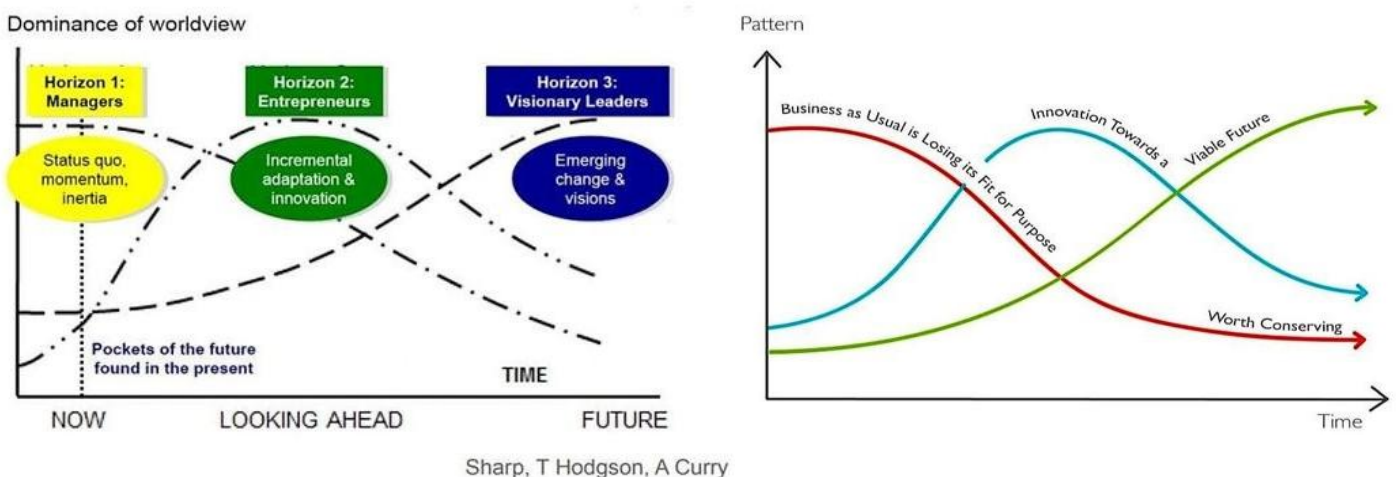 Dominance of worldview
Horizon 1:
Managers
Horizon 2:
Entrepreneurs
Horizon 3:
Visionary Leaders
Status quo,
momentum,
inertia
Incremental
adaptation &
innovation
Emerging
change &
visions
Pockets of the future
found in the present
TIME
NOW
LOOKING AHEAD
FUTURE
Pattern
Business as Usual is Losing its Fit for Purpose
Innovation Towards a
Viable Future
Worth Conserving
Time
Sharp, T Hodgson, A Curry